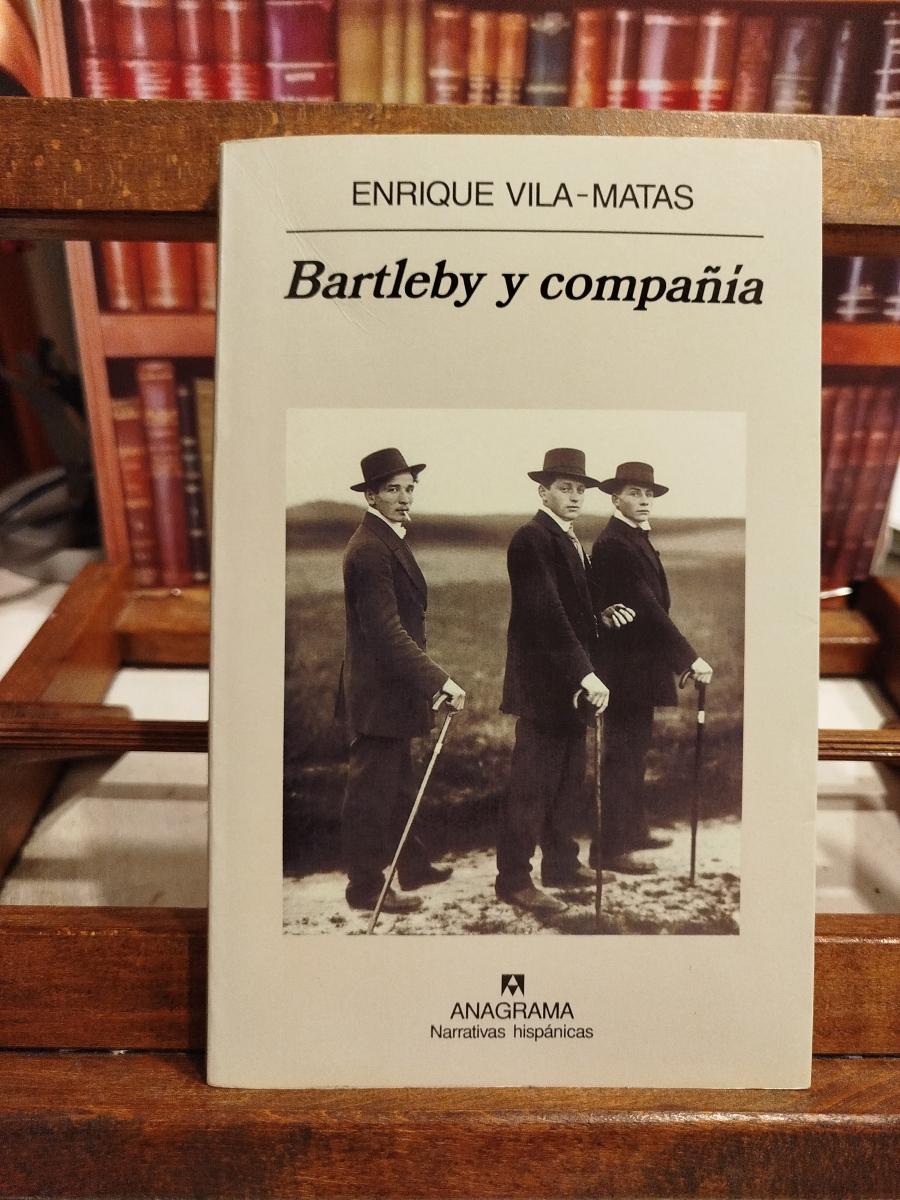 ENRIQUE VILA-MATAS
Bartleby y compañía
ANAGRAMA
Narrativas hispánicas